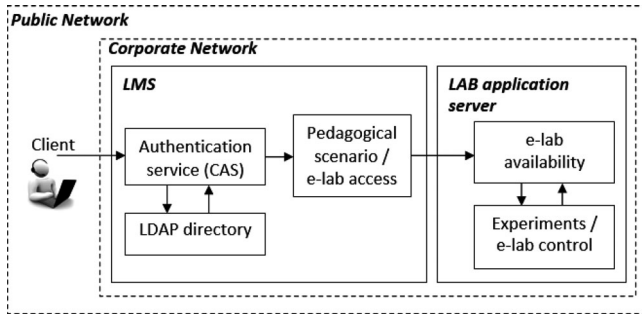 Public Network
Corporate Network
LMS
LAB application
server
Client
Authentication
service (CAS)
Pedagogical
scenario /
e-lab access
e-lab
availability
LDAP directory
Experiments /
e-lab control